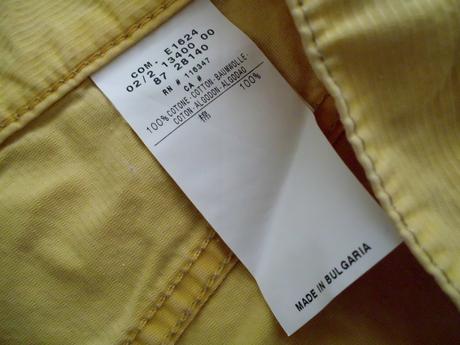 COM. E1624
02/2 13400 00
87 28140
RN # 116347
CA #
100% COTONE-COTTON-BAUMWOLLE-
COTON-ALGODON-ALGODAO
棉 100%
MADE IN BULGARIA